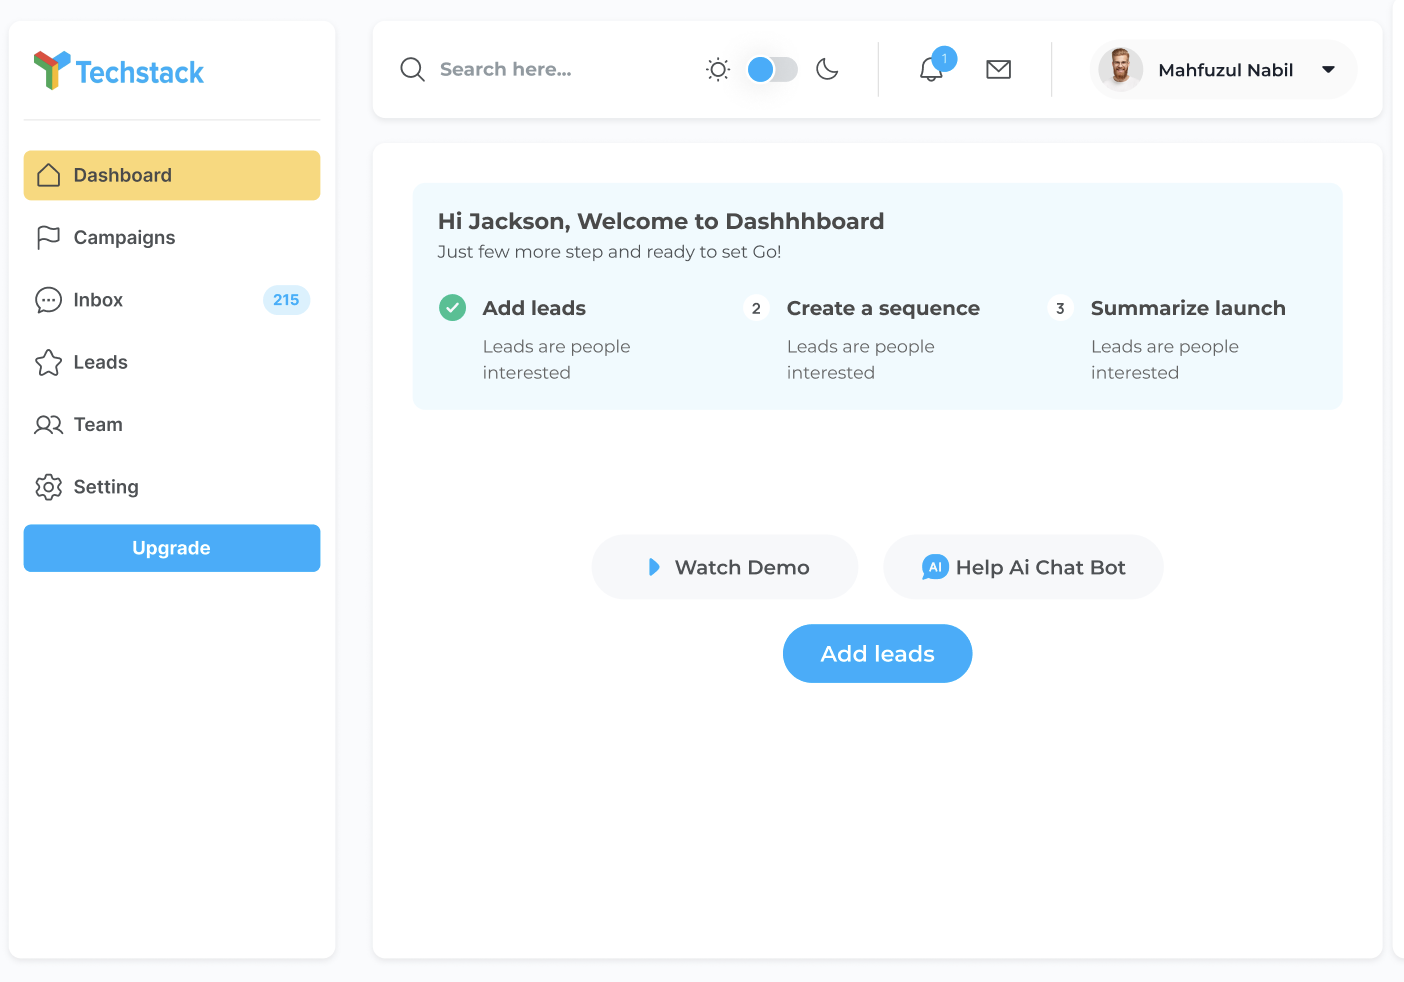 Techstack
Dashboard
Campaigns
Inbox 215
Leads
Team
Setting
Upgrade
Search here...
1
Mahfuzul Nabil
Hi Jackson, Welcome to Dashhhboard
Just few more step and ready to set Go!
Add leads
Leads are people
interested
2 Create a sequence
Leads are people
interested
3 Summarize launch
Leads are people
interested
Watch Demo
AI Help Ai Chat Bot
Add leads